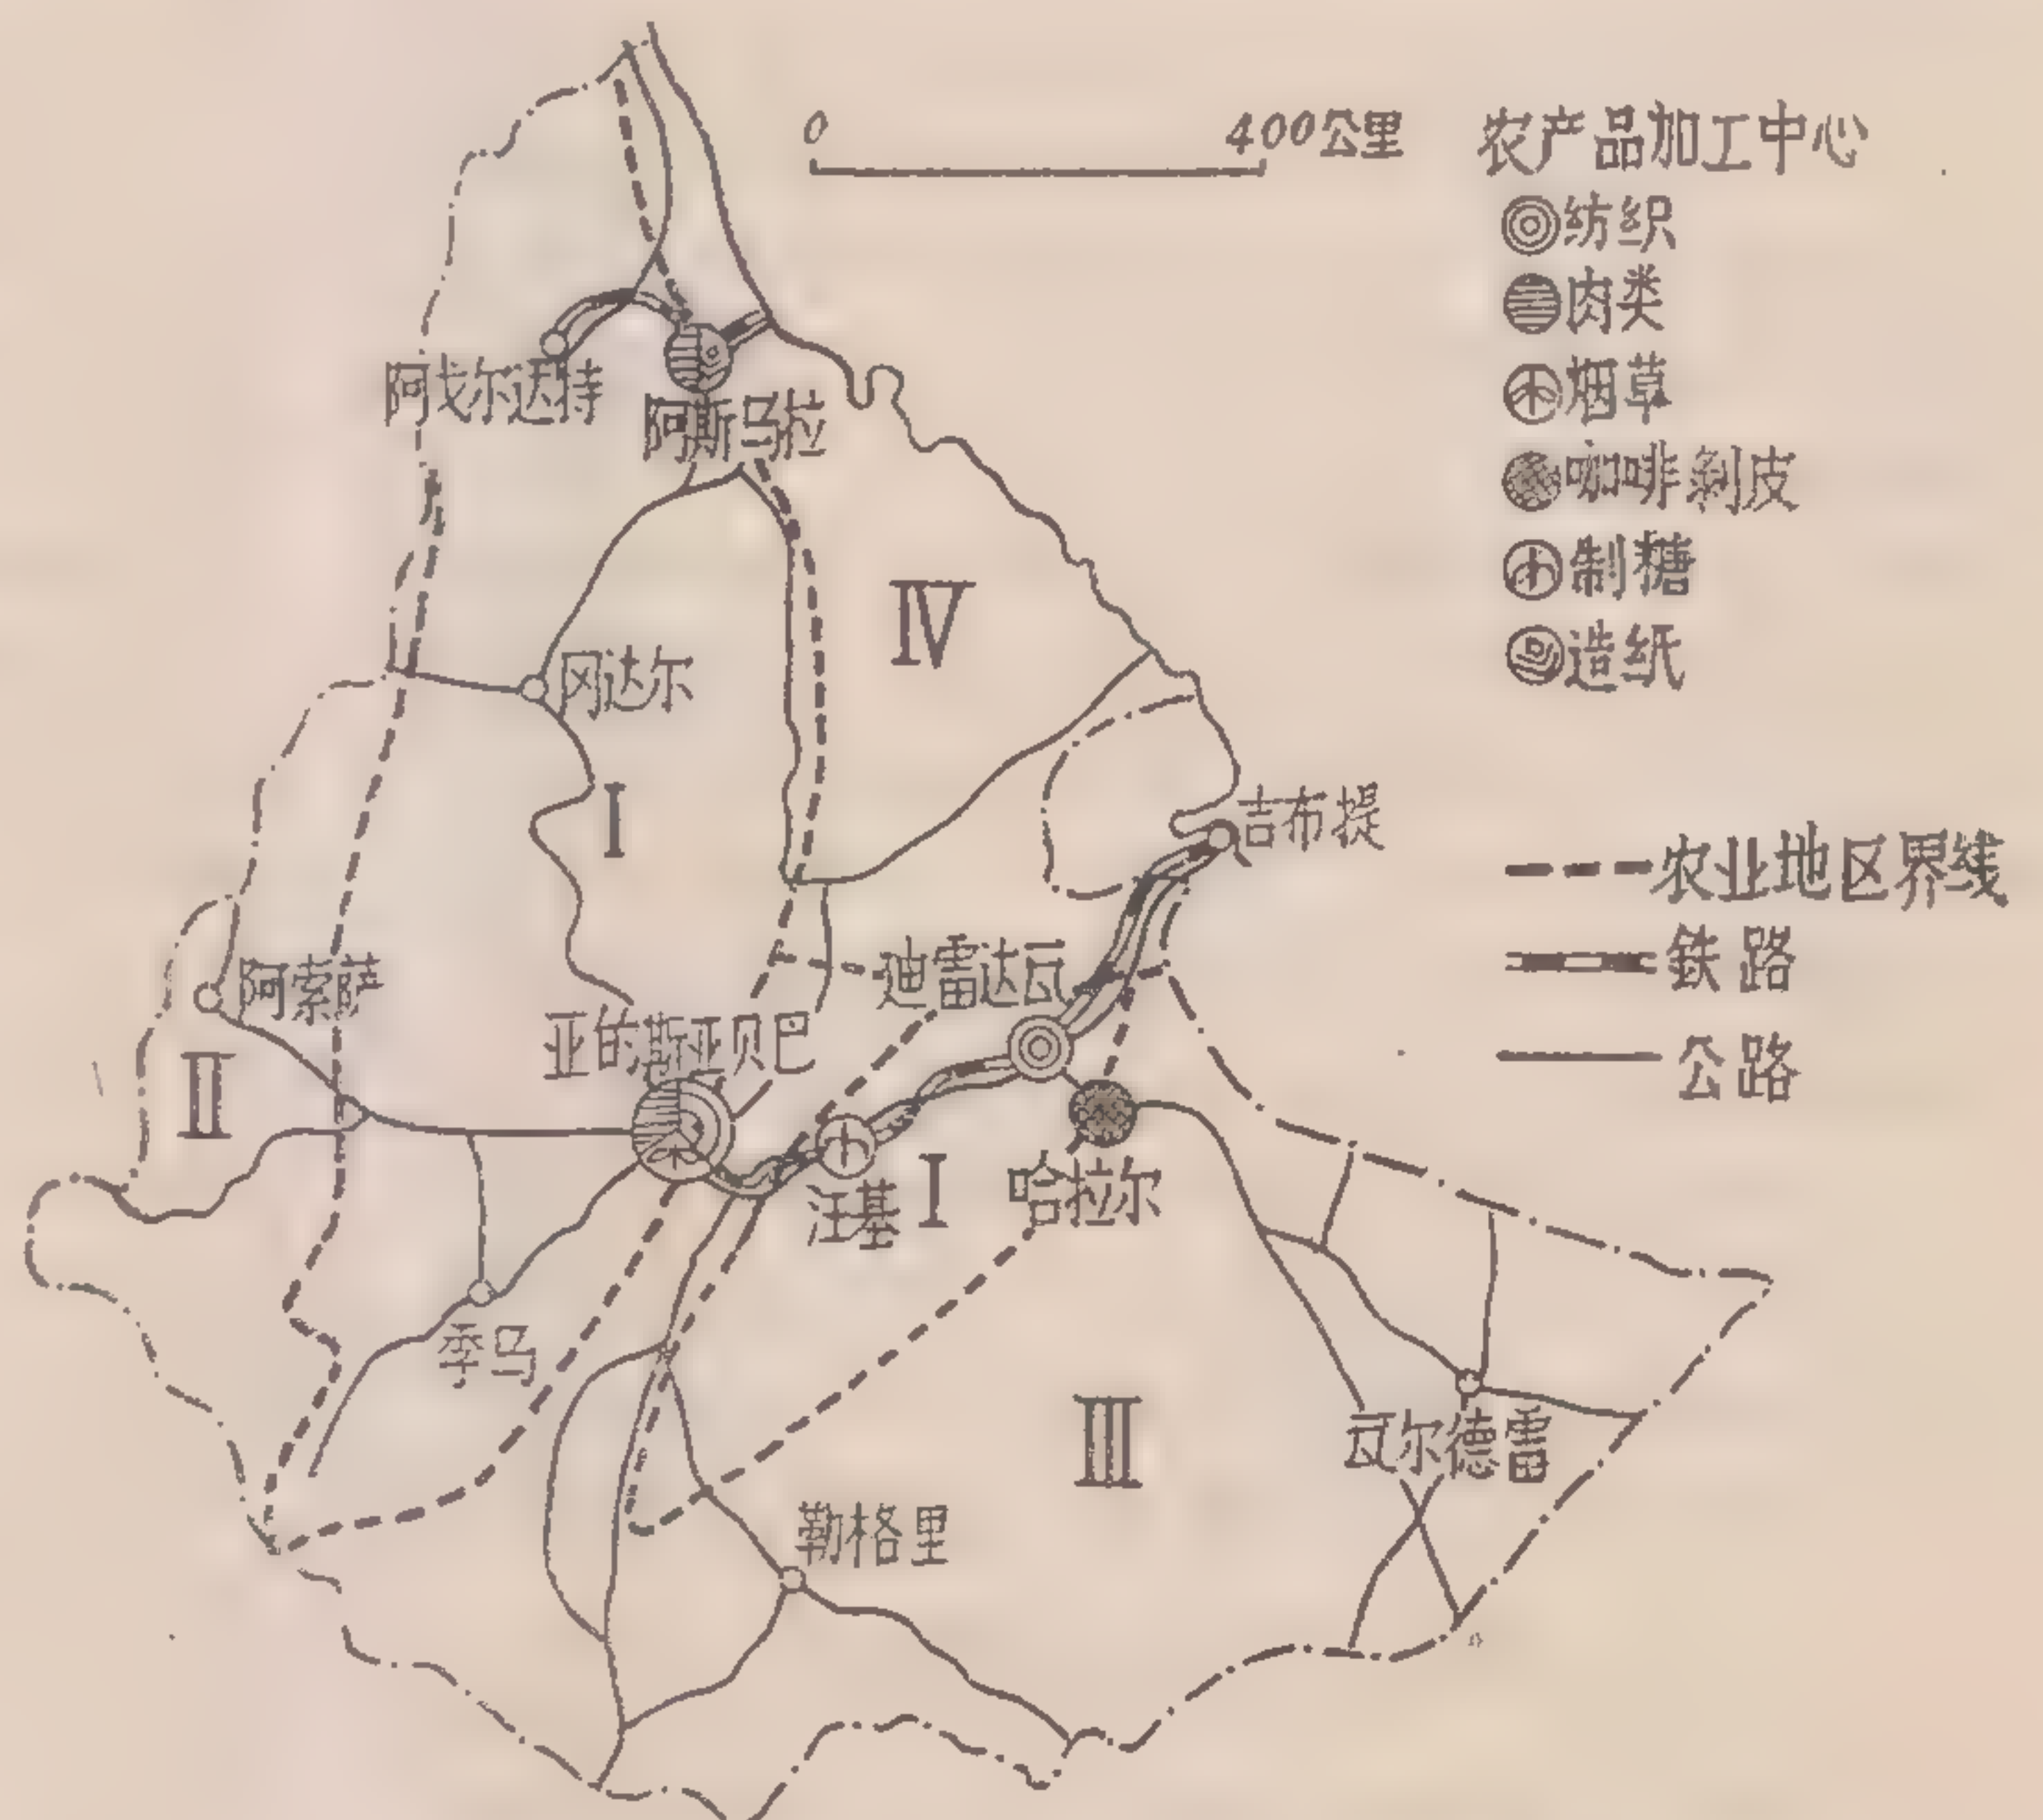 0
400公里
农产品加工中心
纺织
肉类
烟草
咖啡剥皮
制糖
造纸
阿戈尔达特
阿斯马拉
IV
冈达尔
I
吉布提
农业地区界线
铁路
公路
迪雷达瓦
阿索萨
亚的斯亚贝巴
II
汪基
I
哈拉尔
季马
III
瓦尔德雷
勒格里